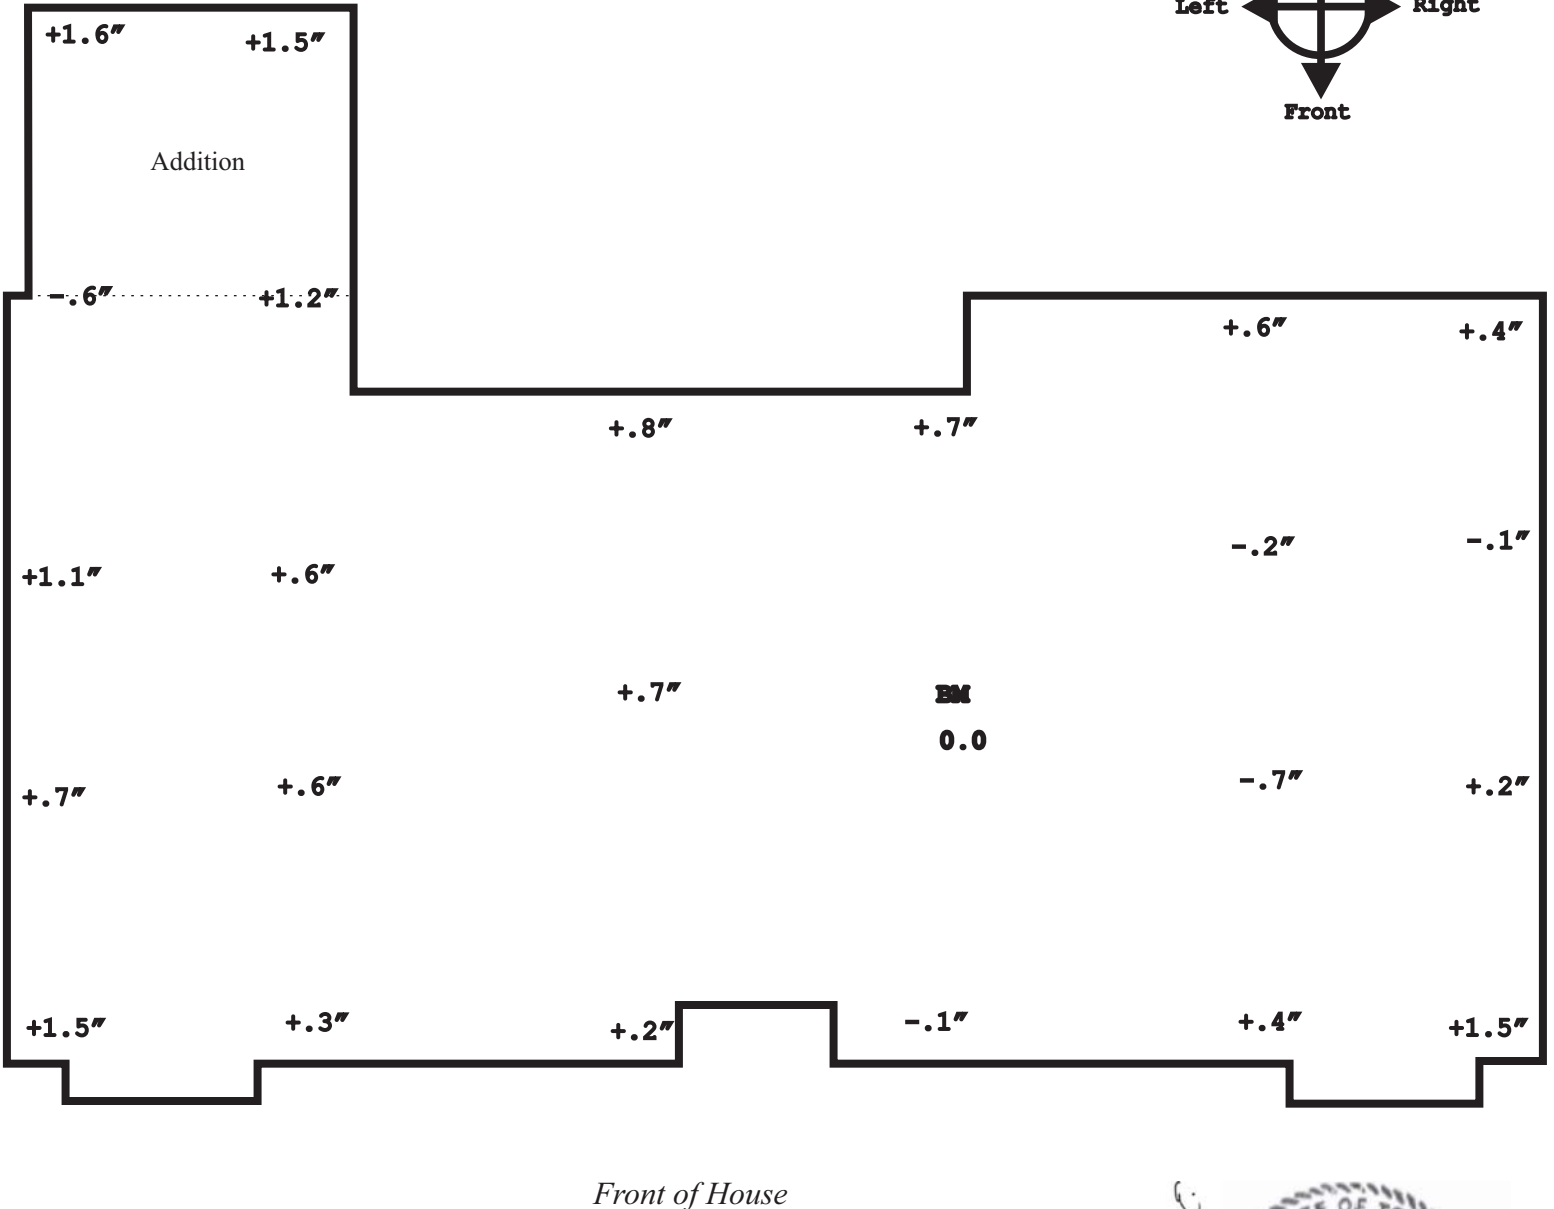 Left Right
+1.6″ +1.5″
Front
Addition
-.6″ +1.2″
+.6″ +.4″
+.8″ +.7″
-.2″ -.1″
+1.1″ +.6″
+.7″ BM
0.0
+.7″ +.6″ -.7″ +.2″
+1.5″ +.3″ +.2″ -.1″ +.4″ +1.5″
Front of House
OF